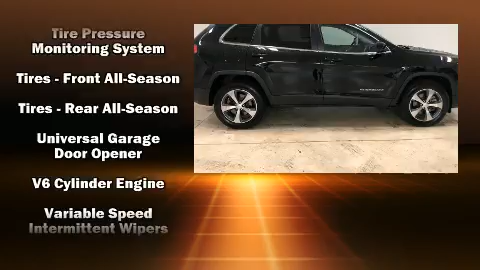 Tire Pressure
Monitoring System
Tires - Front All-Season
Tires - Rear All-Season
Universal Garage
Door Opener
V6 Cylinder Engine
Variable Speed
Intermittent Wipers